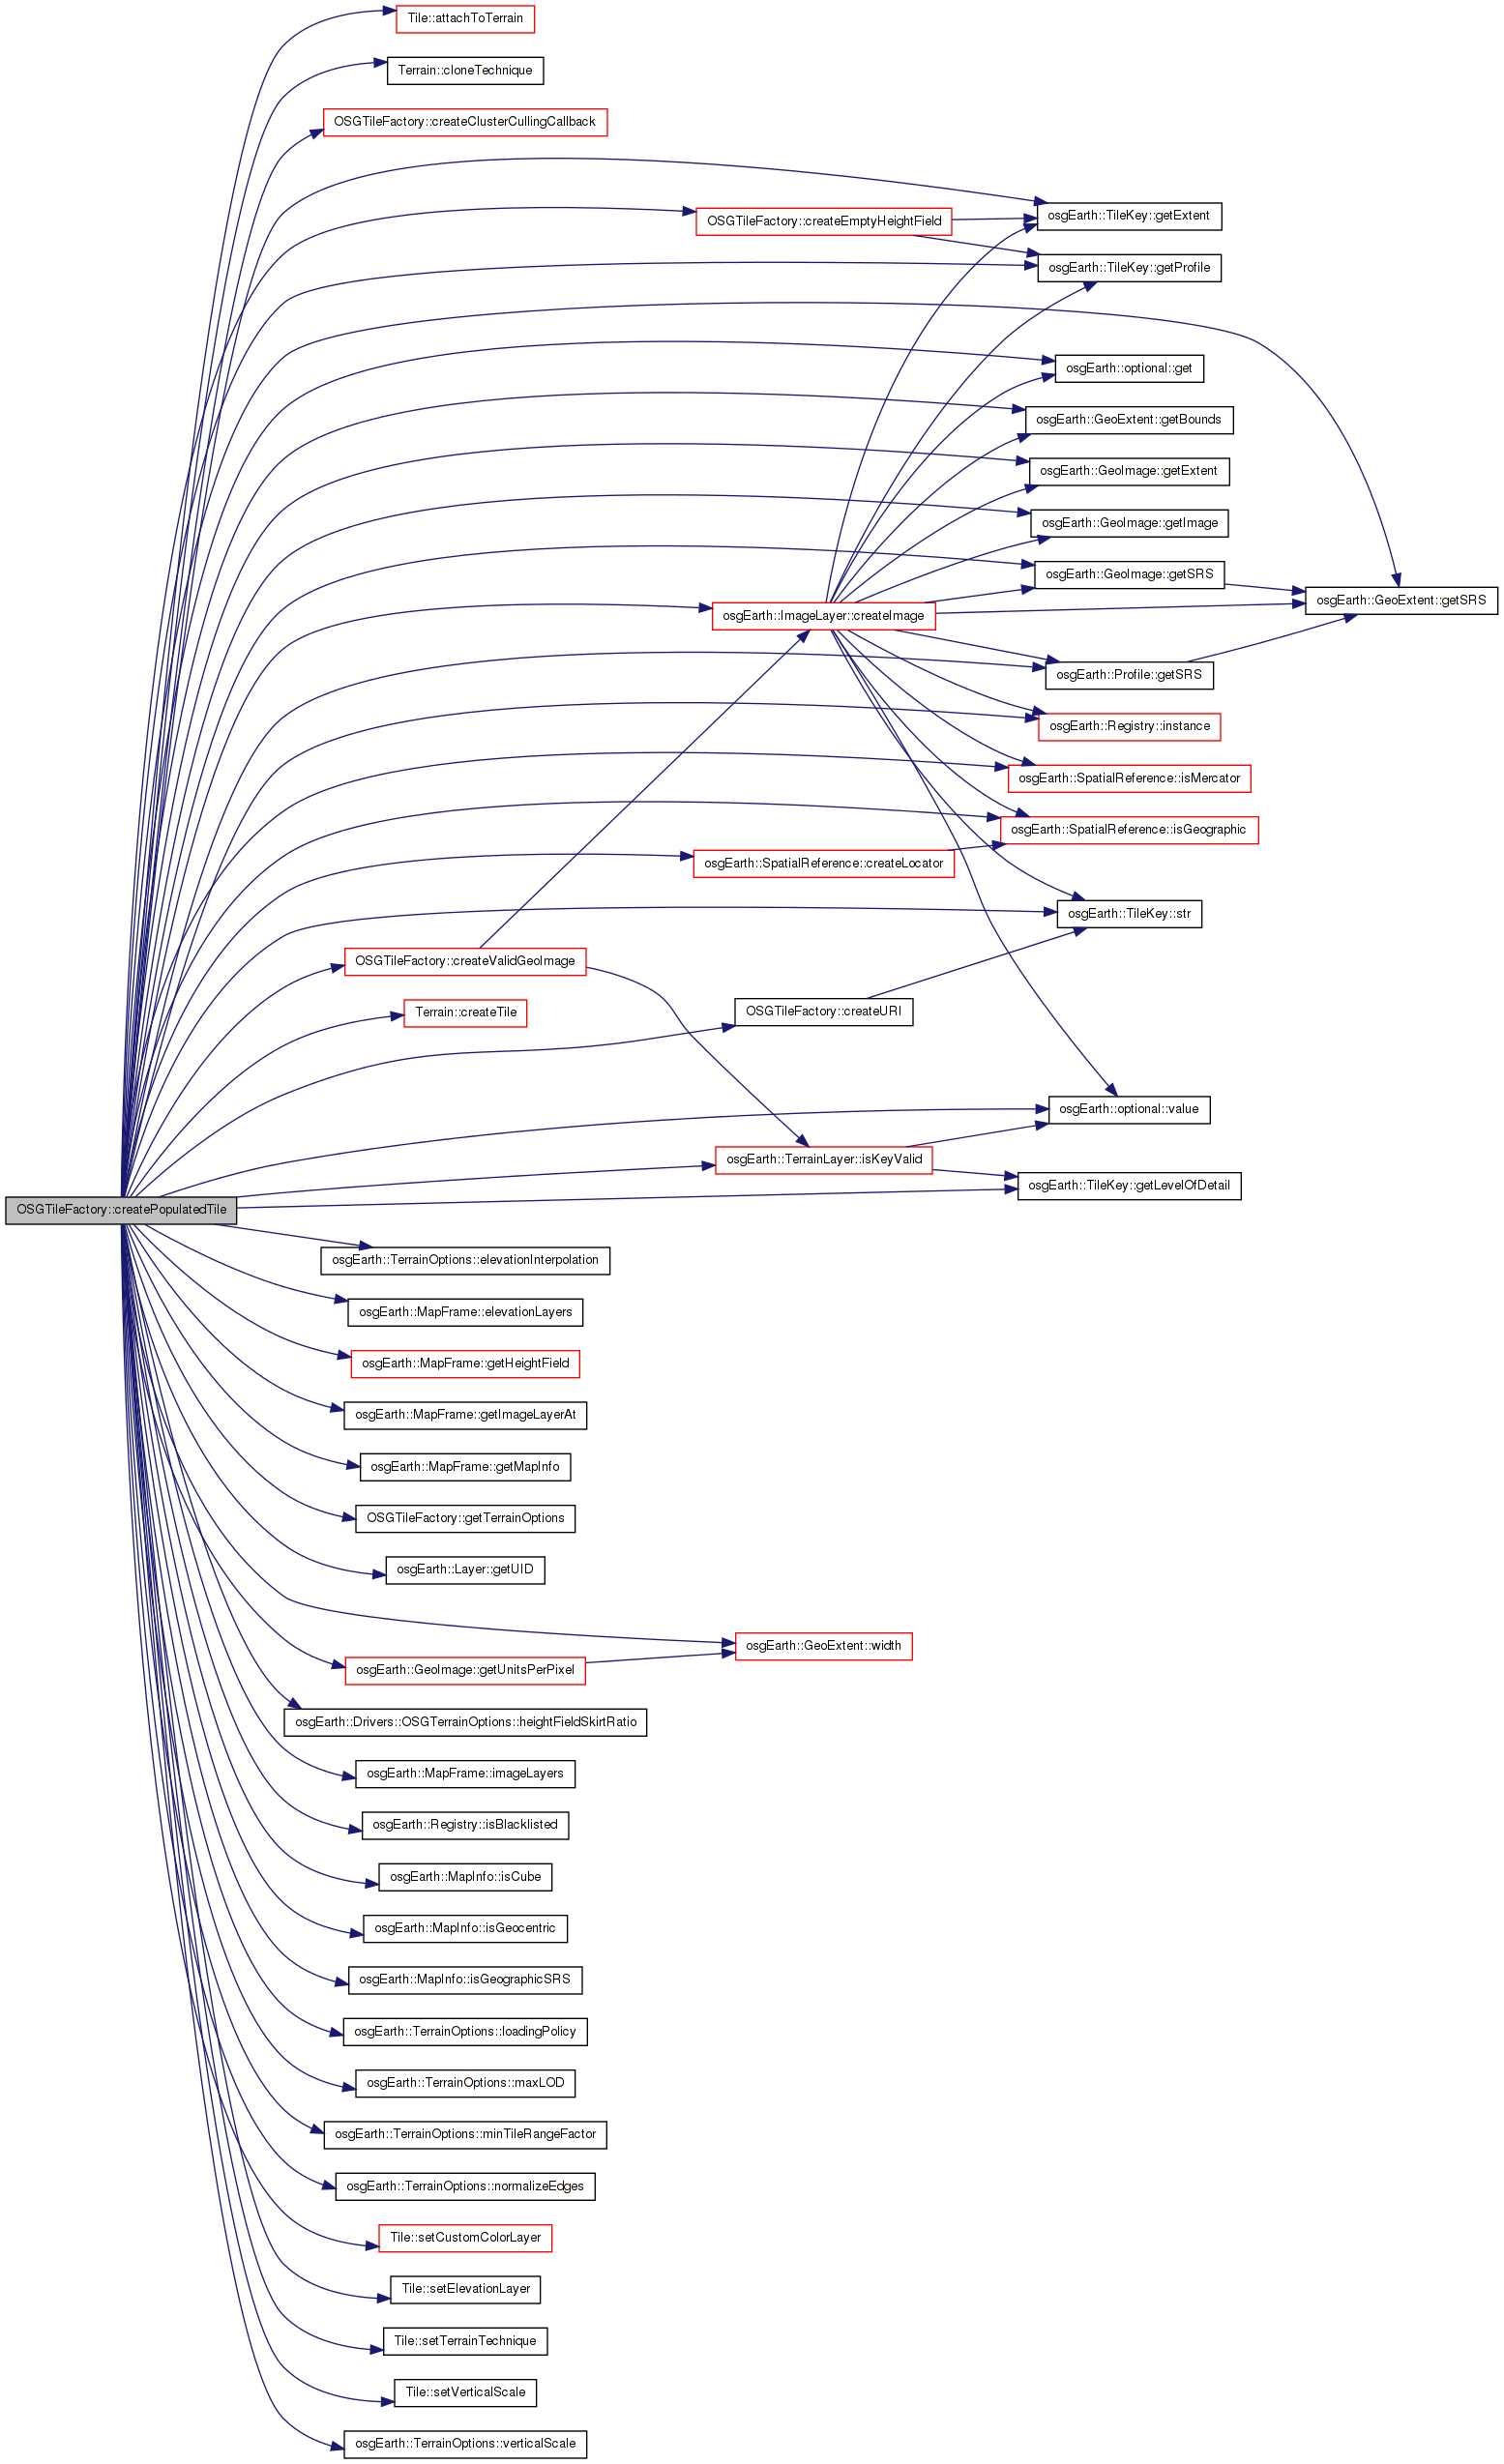 Tile::attachToTerrain
Terrain::cloneTechnique
OSGTileFactory::createClusterCullingCallback
osgEarth::TileKey::getExtent
OSGTileFactory::createEmptyHeightField
osgEarth::TileKey::getProfile
osgEarth::optional::get
osgEarth::GeoExtent::getBounds
osgEarth::GeoImage::getExtent
osgEarth::GeoImage::getImage
osgEarth::GeoImage::getSRS
osgEarth::GeoExtent::getSRS
osgEarth::ImageLayer::createImage
osgEarth::Profile::getSRS
osgEarth::Registry::instance
osgEarth::SpatialReference::isMercator
osgEarth::SpatialReference::isGeographic
osgEarth::SpatialReference::createLocator
osgEarth::TileKey::str
OSGTileFactory::createValidGeoImage
Terrain::createTile
OSGTileFactory::createURI
osgEarth::optional::value
osgEarth::TerrainLayer::isKeyValid
osgEarth::TileKey::getLevelOfDetail
OSGTileFactory::createPopulatedTile
osgEarth::TerrainOptions::elevationInterpolation
osgEarth::MapFrame::elevationLayers
osgEarth::MapFrame::getHeightField
osgEarth::MapFrame::getImageLayerAt
osgEarth::MapFrame::getMapInfo
OSGTileFactory::getTerrainOptions
osgEarth::Layer::getUID
osgEarth::GeoExtent::width
osgEarth::GeoImage::getUnitsPerPixel
osgEarth::Drivers::OSGTerrainOptions::heightFieldSkirtRatio
osgEarth::MapFrame::imageLayers
osgEarth::Registry::isBlacklisted
osgEarth::MapInfo::isCube
osgEarth::MapInfo::isGeocentric
osgEarth::MapInfo::isGeographicSRS
osgEarth::TerrainOptions::loadingPolicy
osgEarth::TerrainOptions::maxLOD
osgEarth::TerrainOptions::minTileRangeFactor
osgEarth::TerrainOptions::normalizeEdges
Tile::setCustomColorLayer
Tile::setElevationLayer
Tile::setTerrainTechnique
Tile::setVerticalScale
osgEarth::TerrainOptions::verticalScale